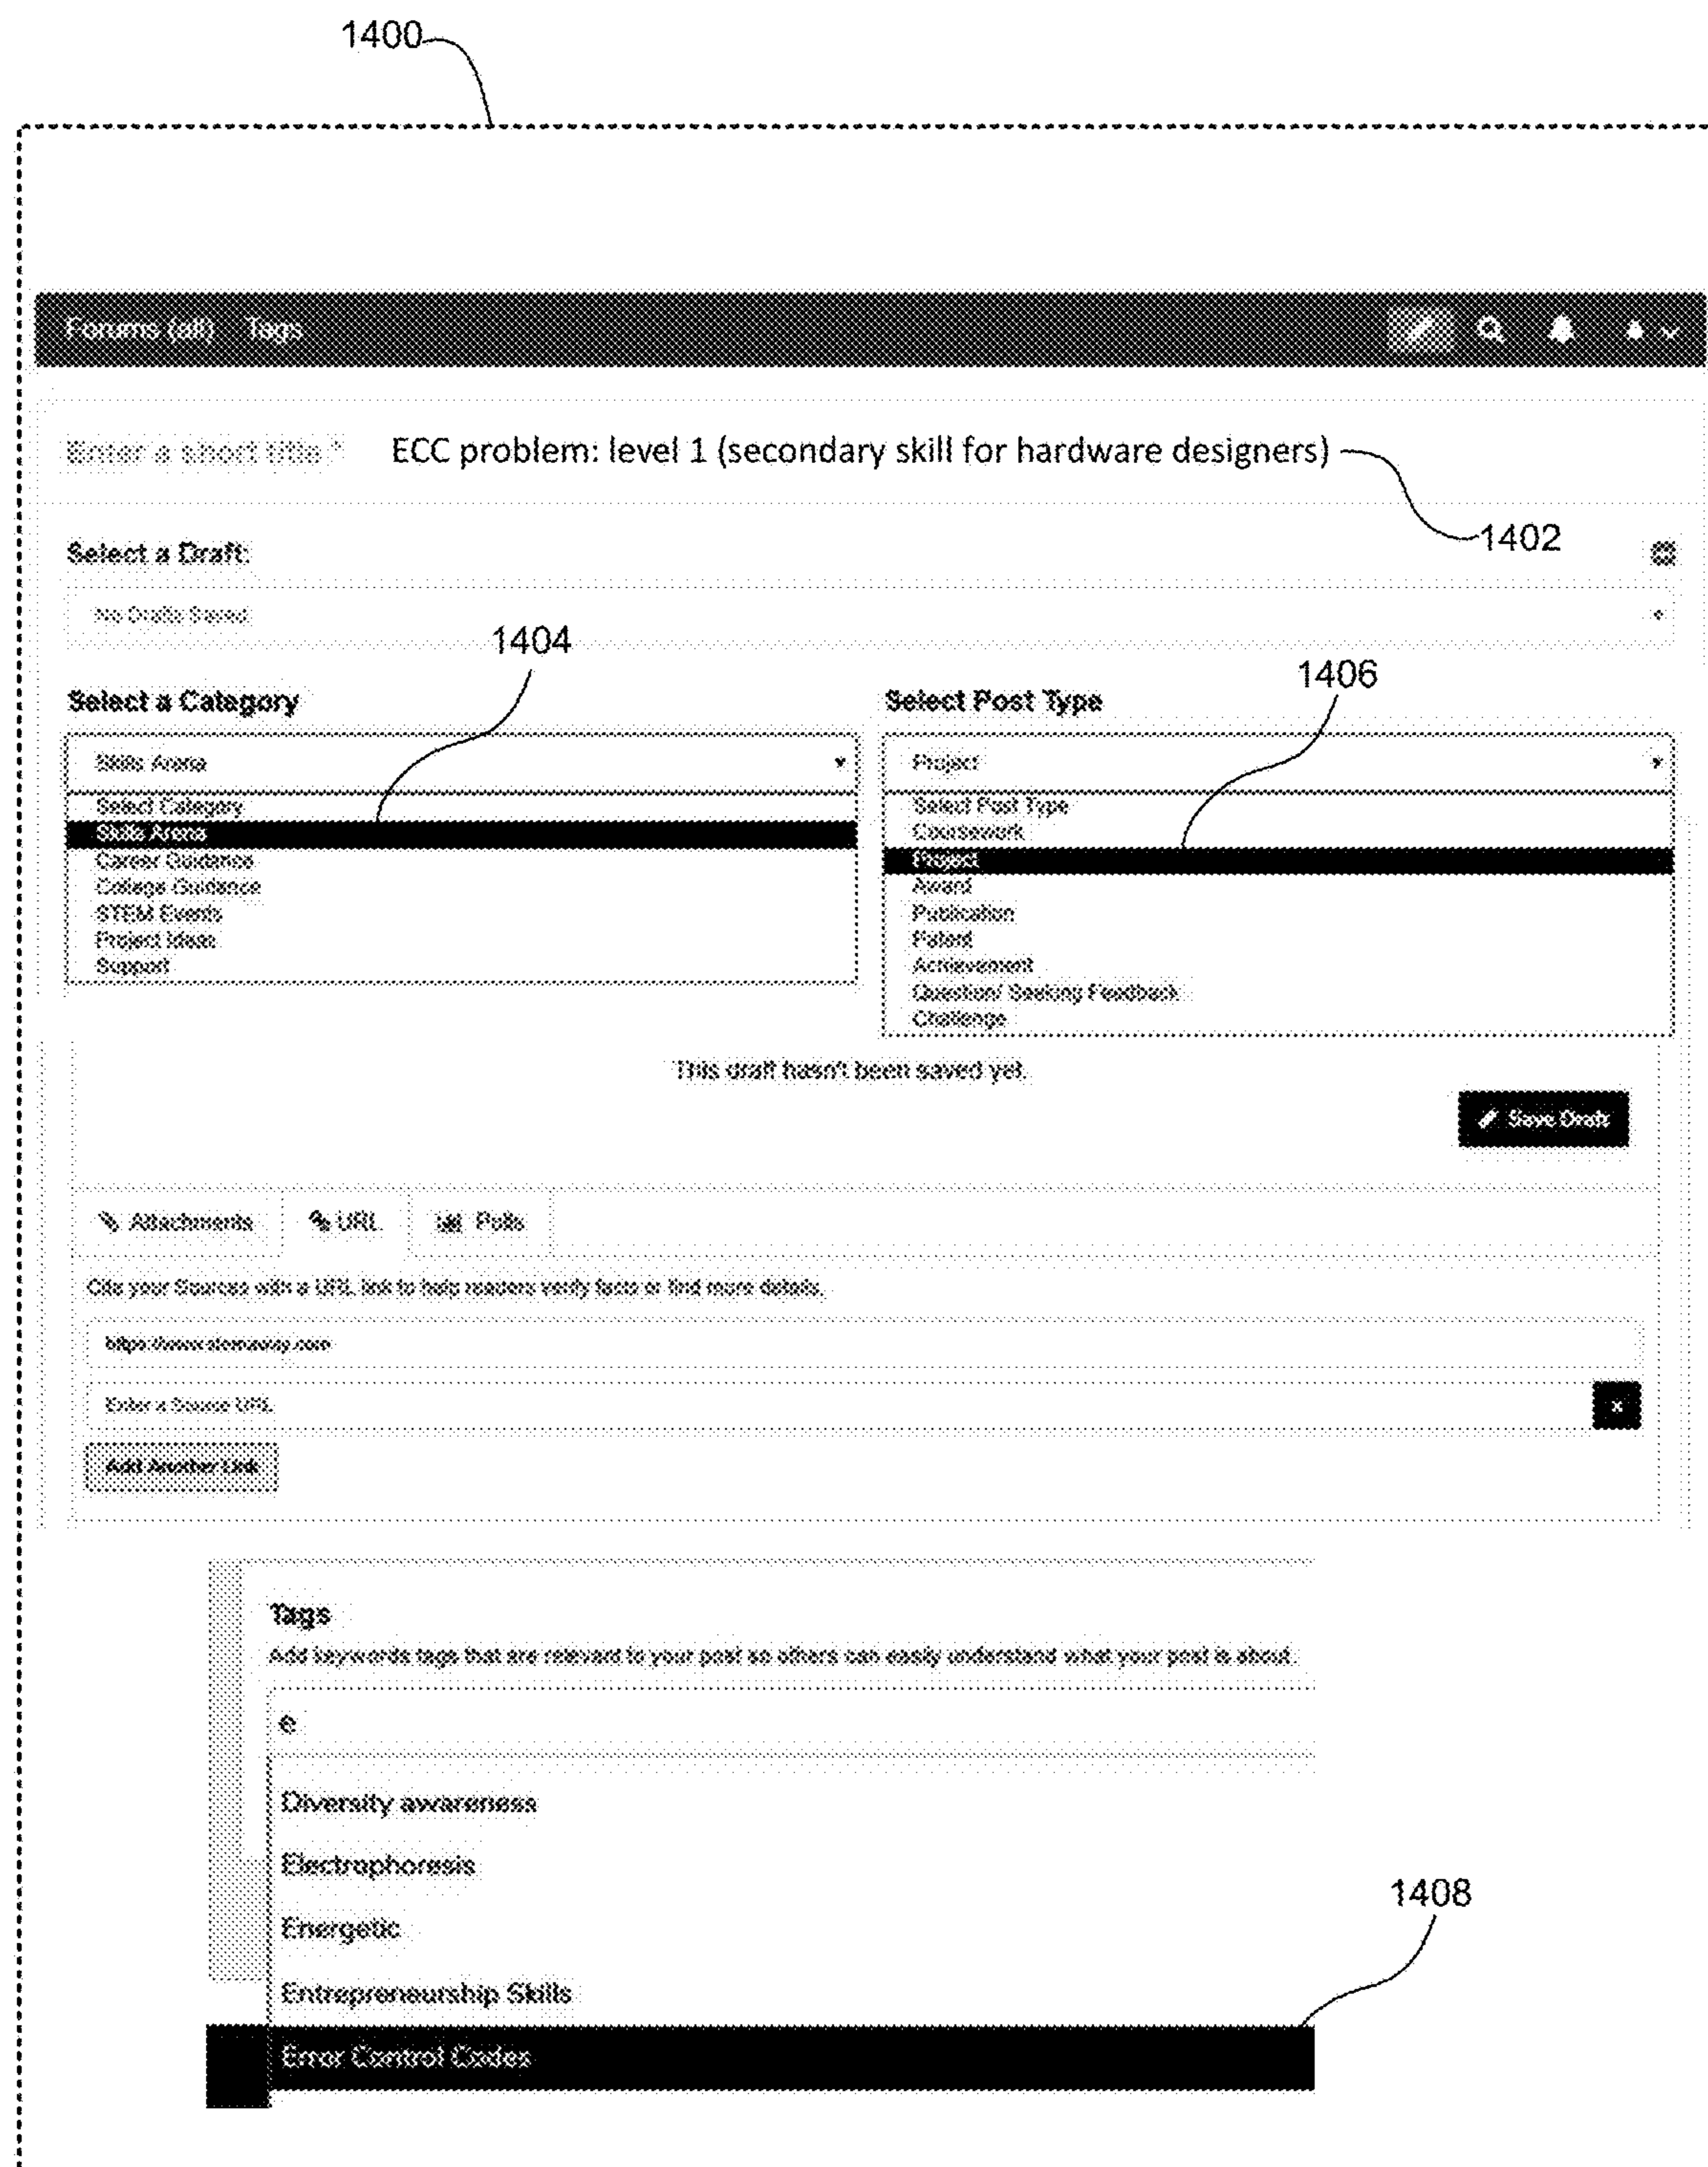 1400
Forums (all) Tags
Enter a short title * ECC problem: level 1 (secondary skill for hardware designers)
1402
Select a Draft:
No Drafts Saved
1404
1406
Select a Category Select Post Type
Skills Arena Project
Select Category Select Post Type
Skills Arena Coursework
Career Guidance Project
College Guidance Award
STEM Events Publication
Project Ideas Patent
Support Achievement
Question/ Seeking Feedback
Challenge
This draft hasn't been saved yet.
Save Draft
Attachments URL Polls
Cite your Sources with a URL link to help readers verify facts or find more details.
https://www.stemaway.com
Enter a Source URL
x
Add Another Link
Tags
Add keywords tags that are relevant to your post so others can easily understand what your post is about.
e
Diversity awareness
Electrophoresis
Energetic
1408
Entrepreneurship Skills
Error Control Codes